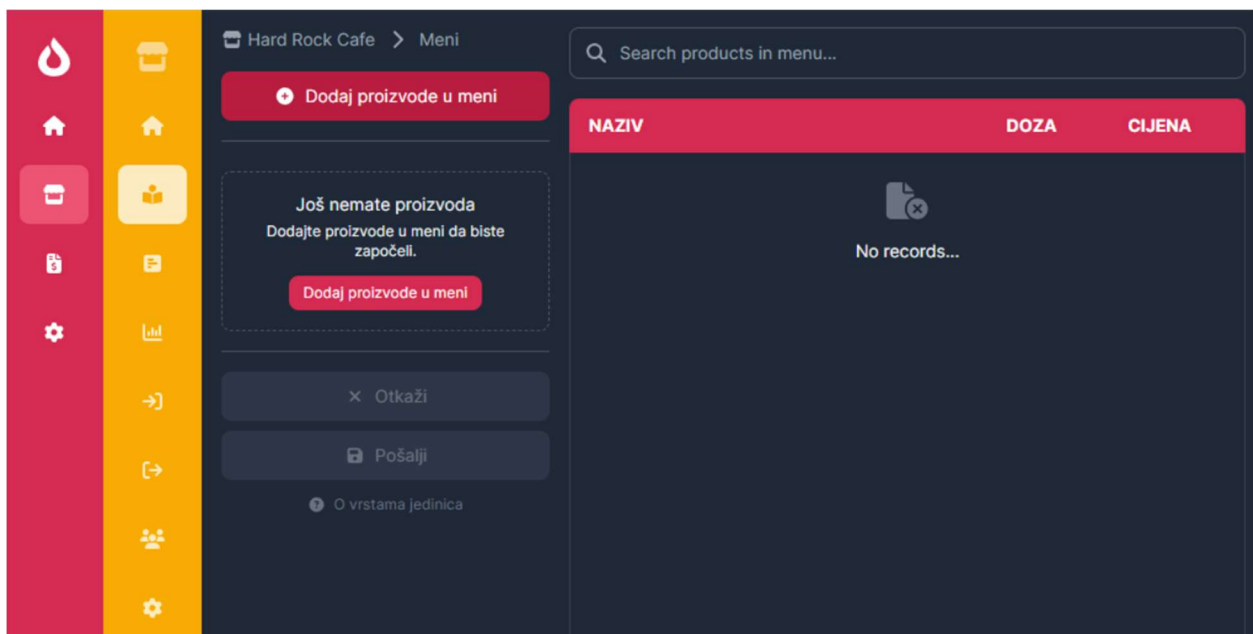 Hard Rock Cafe > Meni
Dodaj proizvode u meni
Još nemate proizvoda
Dodajte proizvode u meni da biste
započeli.
Dodaj proizvode u meni
Otkaži
Pošalji
O vrstama jedinica
Search products in menu...
NAZIV DOZA CIJENA
No records...